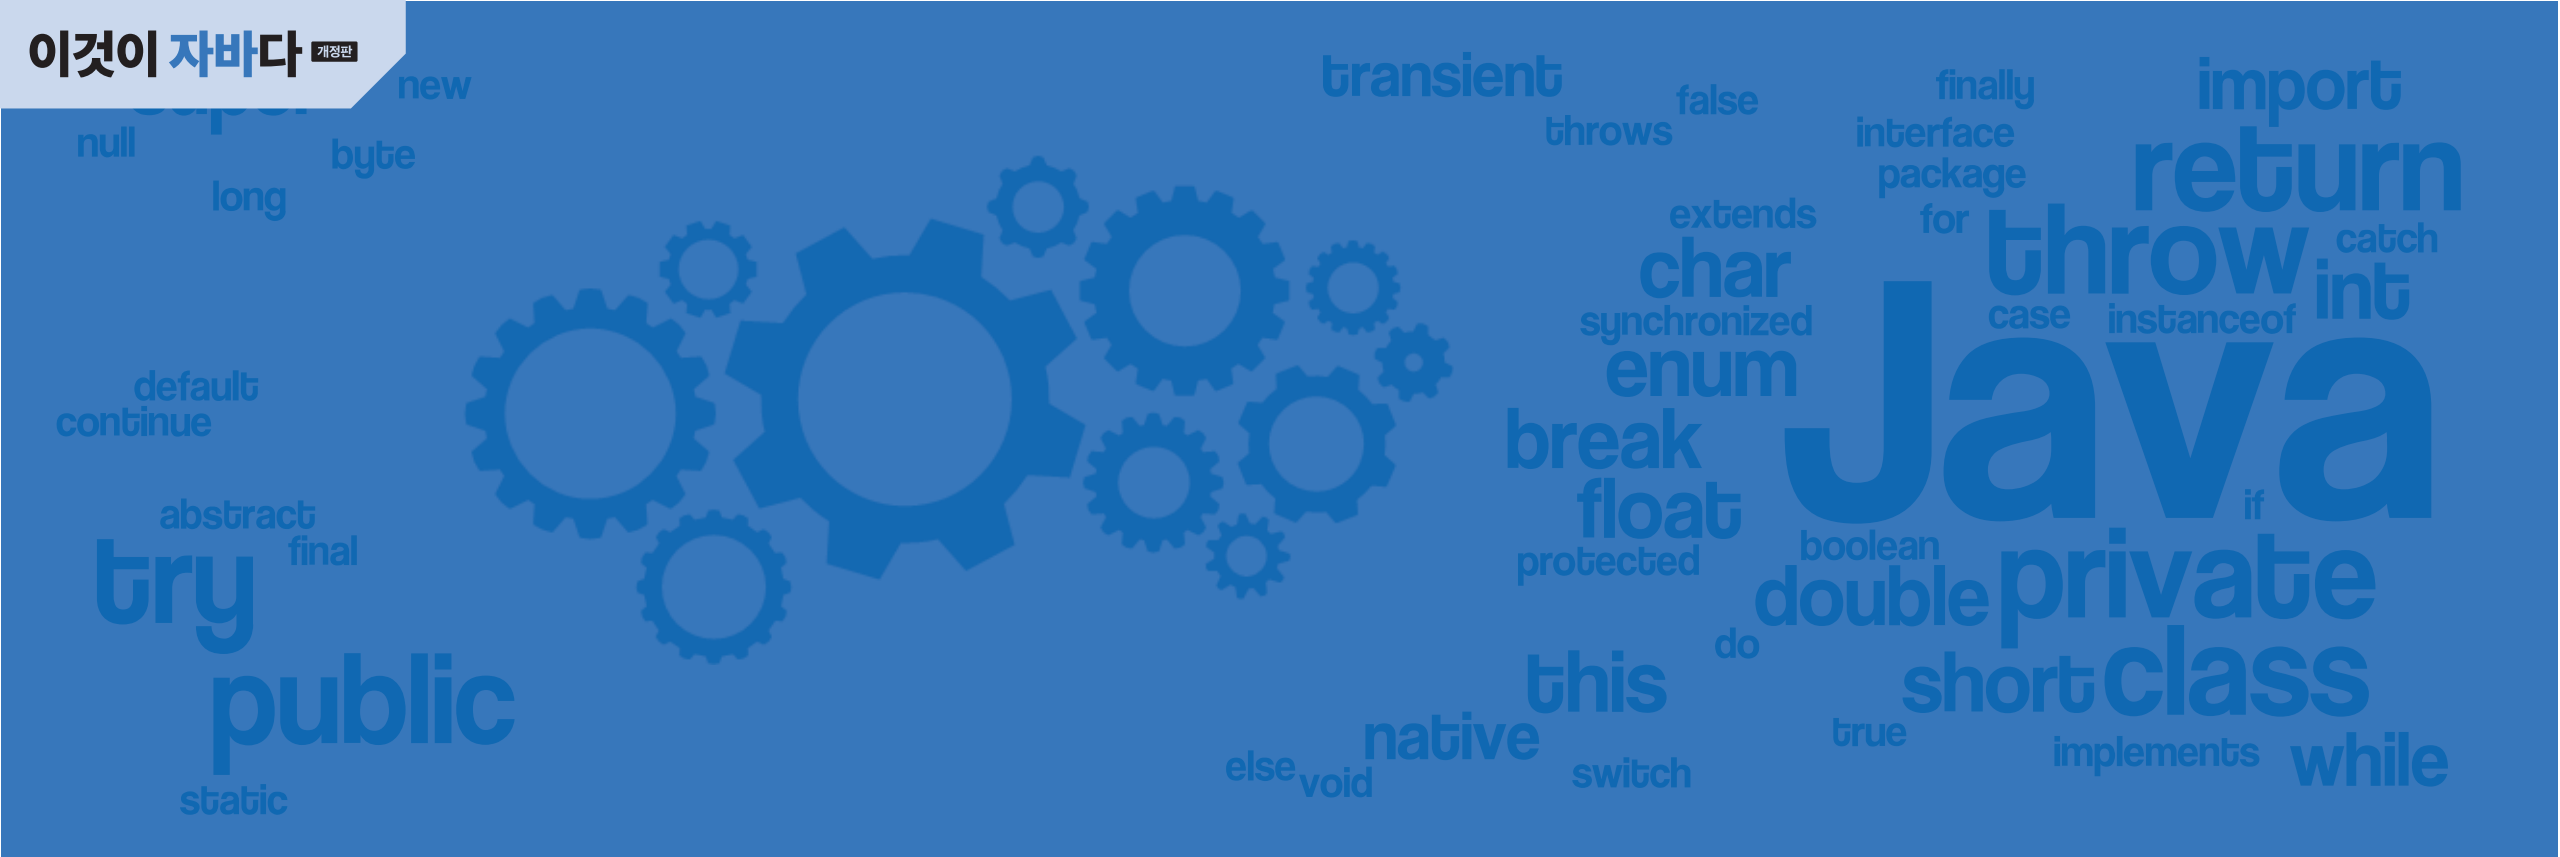 이것이 자바다 개정판
new
null
byte
long
default
continue
abstract
final
try
public
static
transient
false
throws
finally
interface
package
import
return
extends
for
throw
catch
char
int
synchronized
case
instanceof
enum
Java
break
float
if
protected
boolean
double
private
do
this
short
class
native
true
else
void
switch
implements
while